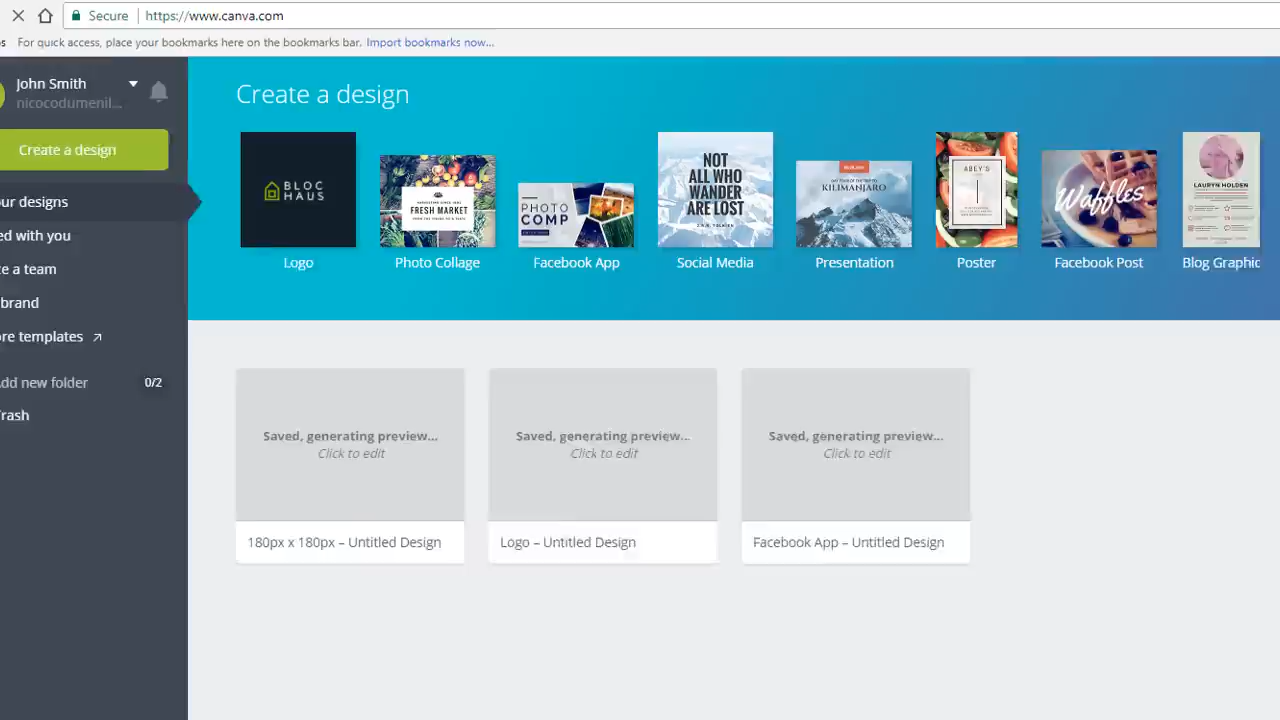 Secure https://www.canva.com
For quick access, place your bookmarks here on the bookmarks bar. Import bookmarks now...
John Smith
nicocodumenil...
Create a design
Create a design
BLOC
HAUS
FRESH MARKET
PHOTO
COMP
NOT
ALL WHO
WANDER
ARE LOST
KILIMANJARO
ABEY'S
Waffles
LAURYN HOLDEN
Logo
Photo Collage
Facebook App
Social Media
Presentation
Poster
Facebook Post
Blog Graphic
ur designs
ed with you
e a team
brand
re templates
dd new folder 0/2
Trash
Saved, generating preview...
Click to edit
180px x 180px – Untitled Design
Saved, generating preview...
Click to edit
Logo – Untitled Design
Saved, generating preview...
Click to edit
Facebook App – Untitled Design